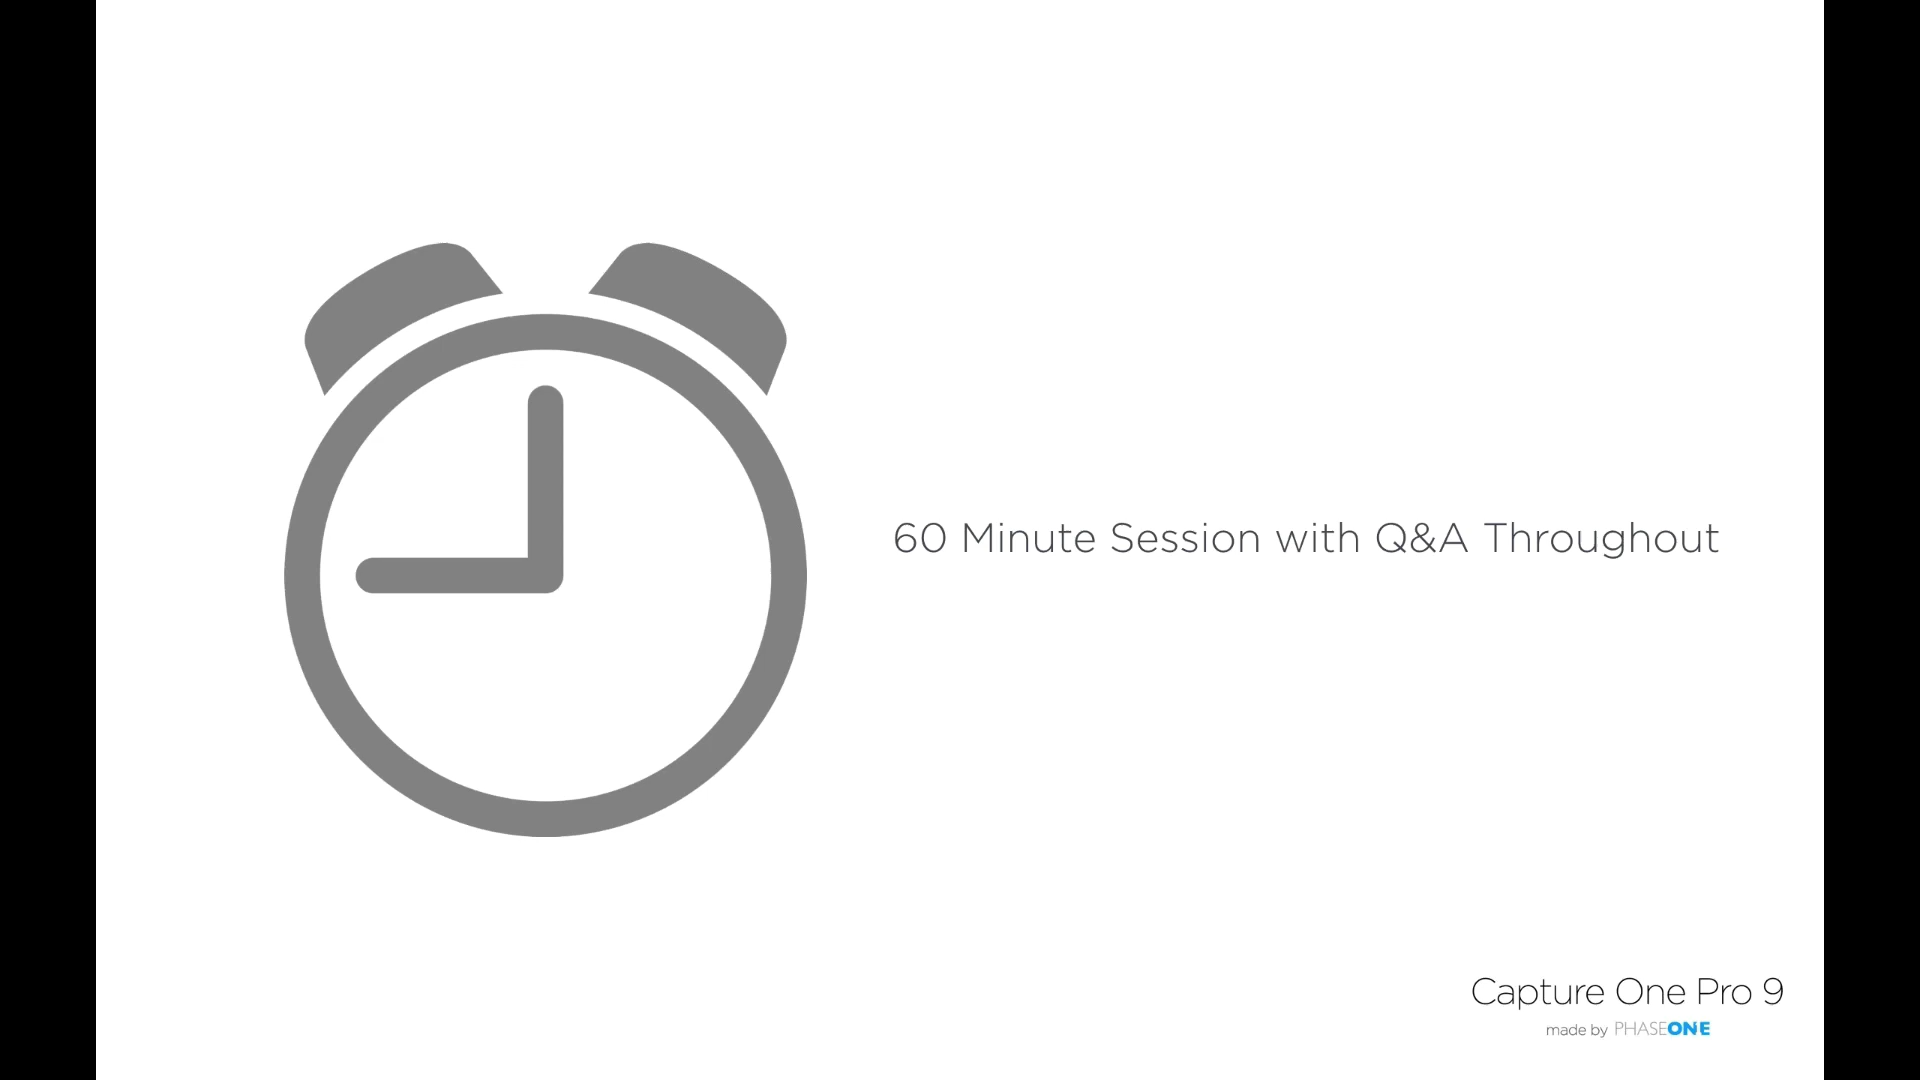 60 Minute Session with Q&A Throughout
Capture One Pro 9
made by PHASEONE